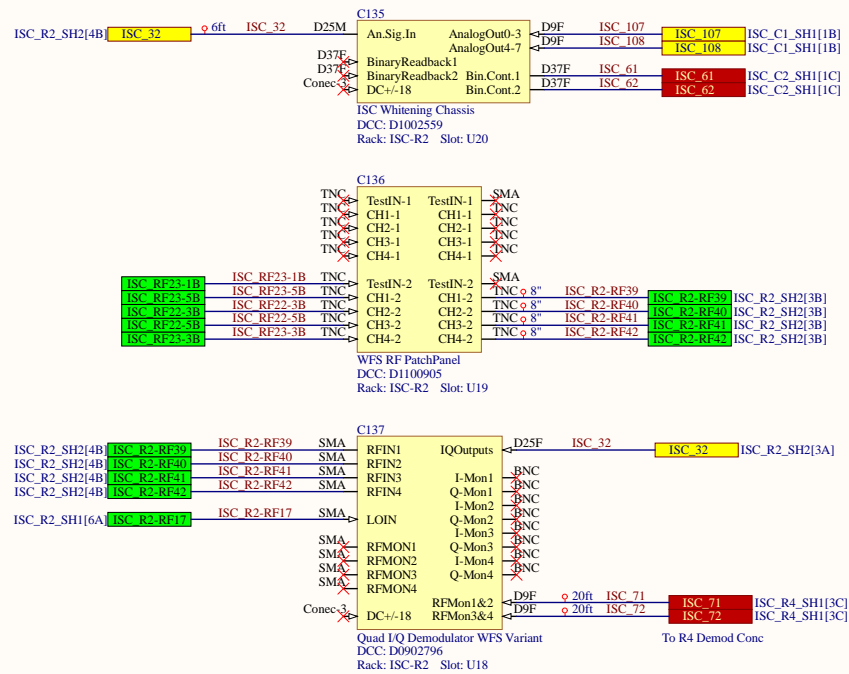 C135
ISC_R2_SH2[4B] ISC_32 6ft ISC_32 D25M An.Sig.In AnalogOut0-3 D9F ISC_107 ISC_107 ISC_C1_SH1[1B]
AnalogOut4-7 D9F ISC_108 ISC_108 ISC_C1_SH1[1B]
D37F BinaryReadback1
D37F BinaryReadback2 Bin.Cont.1 D37F ISC_61 ISC_61 ISC_C2_SH1[1C]
Conec-3 DC+/-18 Bin.Cont.2 D37F ISC_62 ISC_62 ISC_C2_SH1[1C]
ISC Whitening Chassis
DCC: D1002559
Rack: ISC-R2 Slot: U20
C136
TNC TestIN-1 TestIN-1 SMA
TNC CH1-1 CH1-1 TNC
TNC CH2-1 CH2-1 TNC
TNC CH3-1 CH3-1 TNC
TNC CH4-1 CH4-1 TNC
ISC_RF23-1B ISC_RF23-1B TNC TestIN-2 TestIN-2 SMA
ISC_RF23-5B ISC_RF23-5B TNC CH1-2 CH1-2 TNC 8" ISC_R2-RF39 ISC_R2-RF39 ISC_R2_SH2[3B]
ISC_RF22-3B ISC_RF22-3B TNC CH2-2 CH2-2 TNC 8" ISC_R2-RF40 ISC_R2-RF40 ISC_R2_SH2[3B]
ISC_RF22-5B ISC_RF22-5B TNC CH3-2 CH3-2 TNC 8" ISC_R2-RF41 ISC_R2-RF41 ISC_R2_SH2[3B]
ISC_RF23-3B ISC_RF23-3B TNC CH4-2 CH4-2 TNC 8" ISC_R2-RF42 ISC_R2-RF42 ISC_R2_SH2[3B]
WFS RF PatchPanel
DCC: D1100905
Rack: ISC-R2 Slot: U19
C137
ISC_R2_SH2[4B] ISC_R2-RF39 ISC_R2-RF39 SMA RFIN1 IQOutputs D25F ISC_32 ISC_32 ISC_R2_SH2[3A]
ISC_R2_SH2[4B] ISC_R2-RF40 ISC_R2-RF40 SMA RFIN2
ISC_R2_SH2[4B] ISC_R2-RF41 ISC_R2-RF41 SMA RFIN3 I-Mon1 BNC
ISC_R2_SH2[4B] ISC_R2-RF42 ISC_R2-RF42 SMA RFIN4 Q-Mon1 BNC
I-Mon2 BNC
ISC_R2_SH1[6A] ISC_R2-RF17 ISC_R2-RF17 SMA LOIN Q-Mon2 BNC
I-Mon3 BNC
SMA RFMON1 Q-Mon3 BNC
SMA RFMON2 I-Mon4 BNC
SMA RFMON3 Q-Mon4 BNC
SMA RFMON4
RFMon1&2 D9F 20ft ISC_71 ISC_71 ISC_R4_SH1[3C]
Conec-3 DC+/-18 RFMon3&4 D9F 20ft ISC_72 ISC_72 ISC_R4_SH1[3C]
Quad I/Q Demodulator WFS Variant To R4 Demod Conc
DCC: D0902796
Rack: ISC-R2 Slot: U18